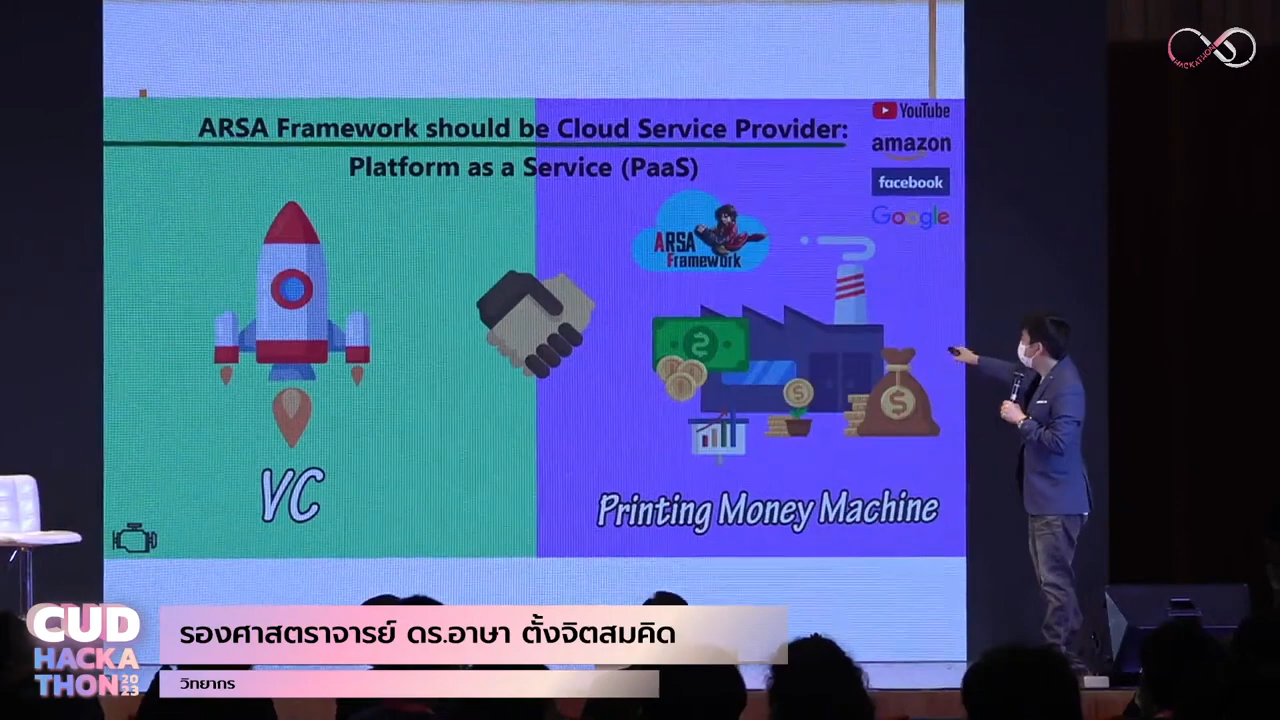 HACKATHON
ARSA Framework should be Cloud Service Provider:
Platform as a Service (PaaS)
YouTube
amazon
facebook
Google
ARSA
Framework
VC
Printing Money Machine
CUD
HACKA
THON 2023
รองศาสตราจารย์ ดร.อาษา ตั้งจิตสมคิด
วิทยากร